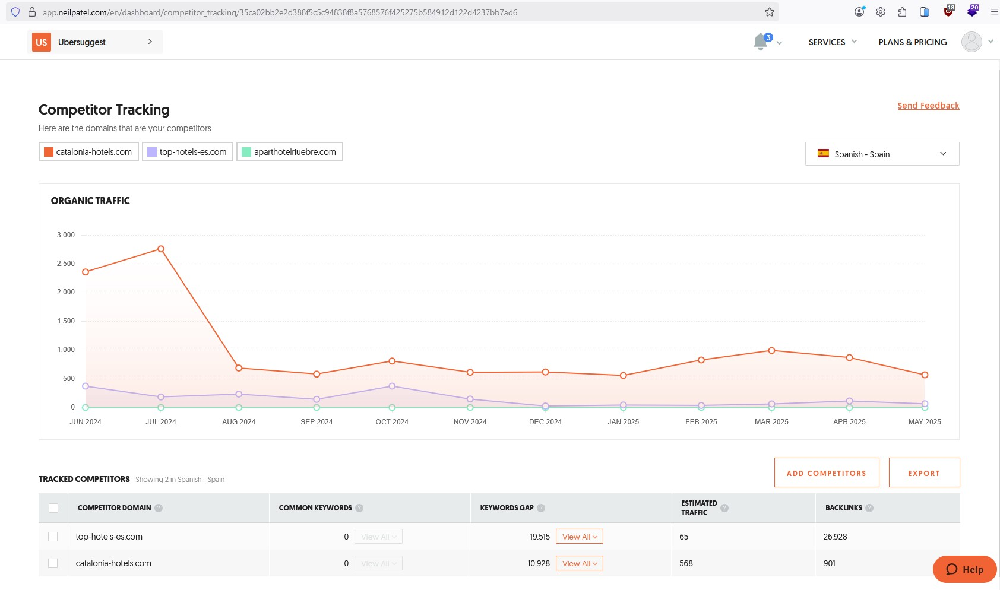 app.neilpatel.com/en/dashboard/competitor_tracking/35ca02bb2e2d388f5c5c94838f8a5768576f425275b584912d122d4237bb7ad6
18
20
US
Ubersuggest
3
SERVICES
PLANS & PRICING
Competitor Tracking
Send Feedback
Here are the domains that are your competitors
catalonia-hotels.com
top-hotels-es.com
aparthotelriuebre.com
Spanish - Spain
ORGANIC TRAFFIC
3.000
2.500
2.000
1.500
1.000
500
0
JUN 2024 JUL 2024 AUG 2024 SEP 2024 OCT 2024 NOV 2024 DEC 2024 JAN 2025 FEB 2025 MAR 2025 APR 2025 MAY 2025
ADD COMPETITORS EXPORT
TRACKED COMPETITORS Showing 2 in Spanish - Spain
COMPETITOR DOMAIN ? COMMON KEYWORDS ? KEYWORDS GAP ? ESTIMATED TRAFFIC ? BACKLINKS ?
top-hotels-es.com 0 View All 19.515 View All 65 26.928
catalonia-hotels.com 0 View All 10.928 View All 568 901
Help